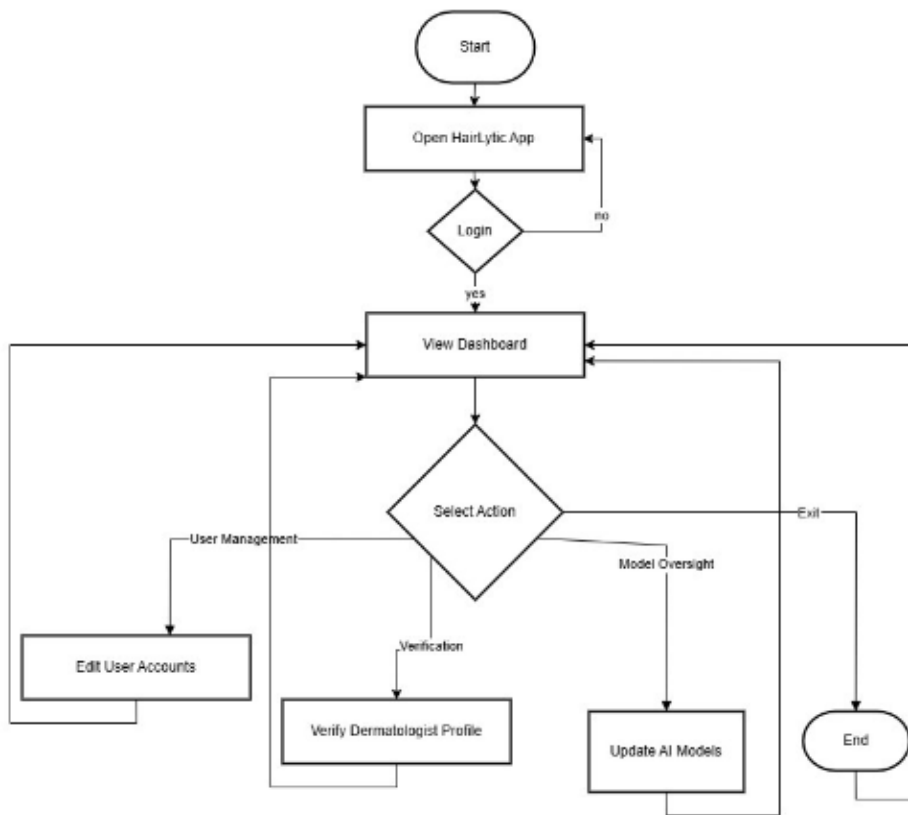 Start
Open HairLytic App
no
Login
yes
View Dashboard
Select Action
Exit
User Management
Model Oversight
Verification
Edit User Accounts
Verify Dermatologist Profile
Update AI Models
End